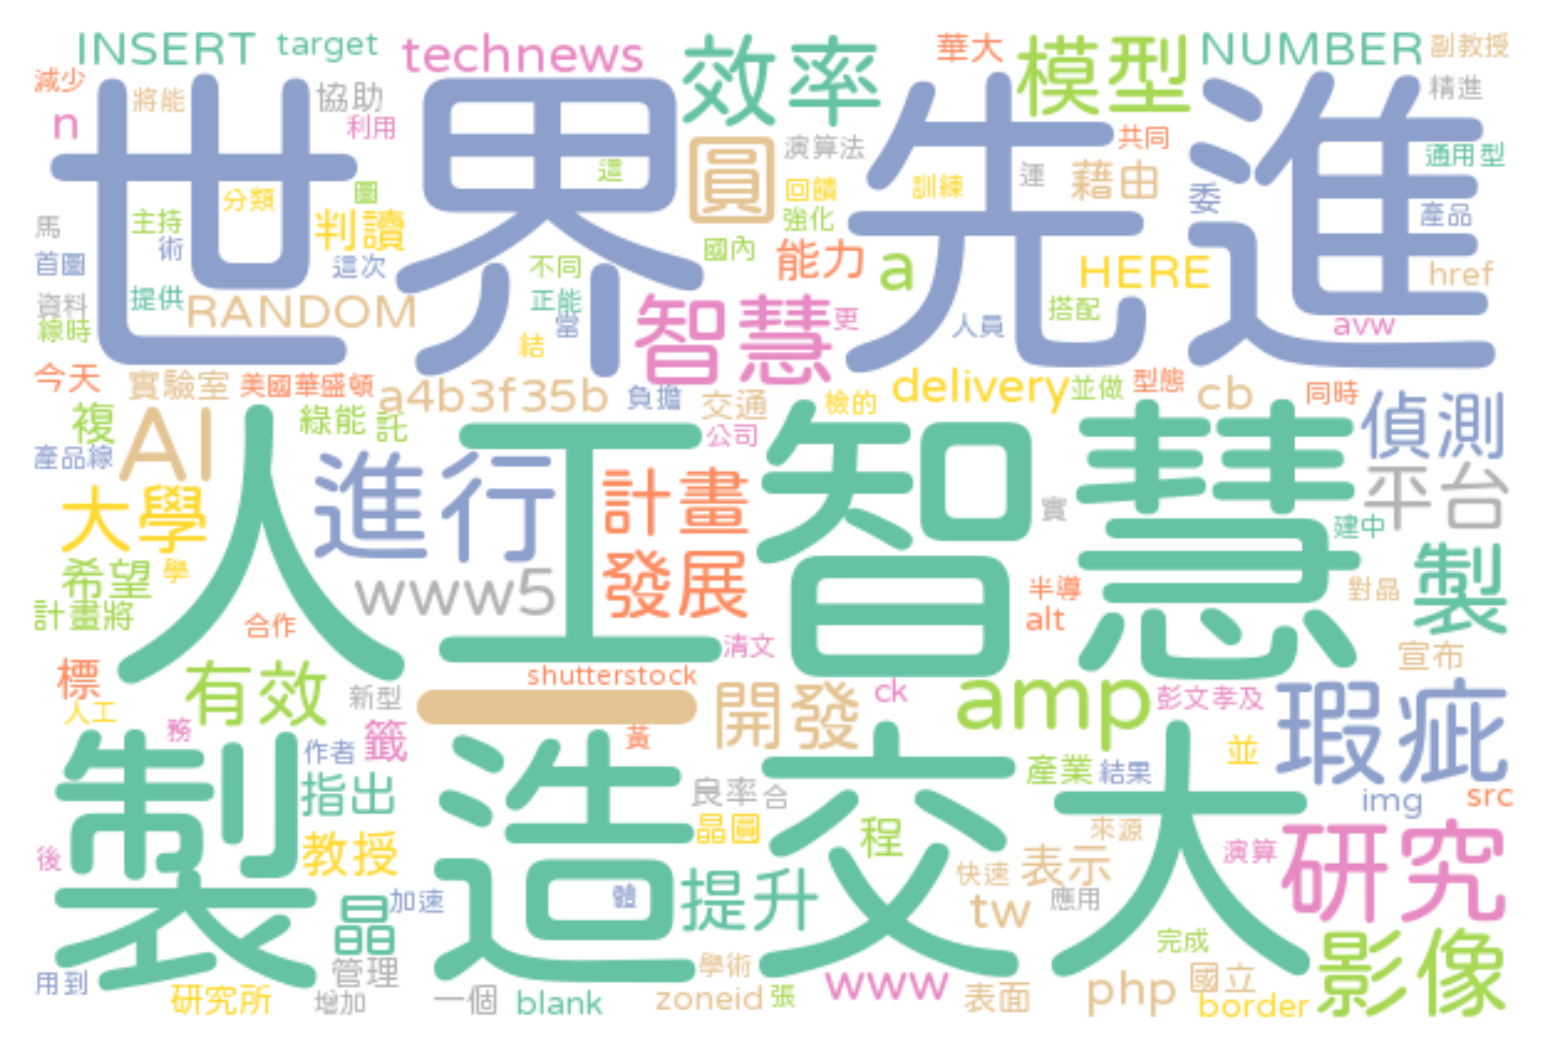 INSERT target technews 效率 華大 模型 NUMBER 副教授
減少 將能 協助 精進
世界先進
n 利用 圓 演算法 共同 通用型
分類 圖 這 回饋 訓練 運 藉由 委
馬 主持 判讀 強化 產品
術 國內
首圖 這次 不同 能力 a HERE href
資料 提供 RANDOM 正能 搭配
線時 當 智慧 更 人員 avw
結
今天 實驗室 美國華盛頓 a4b3f35b 負擔 交通 檢的 delivery 並做 型態 cb 同時
複 AI 綠能 託 公司 偵測
人工智慧
產品線 進行 計畫 平台
大學 實 建中
希望 學 www5 發展 半導 對晶 製
計畫將 合作 alt
清文 宣布
標 有效 新型 shutterstock 開發 ck amp 彭文孝及 瑕疵
人工 一
務 作者 籤 黃 並
製造交大
指出 良率 合 產業 結果 img src
教授 晶圓 程 來源
後 表示 演算 研究
晶 加速 體 提升 快速 tw 應用
完成 影像
用到 管理 學術 國立
研究所 增加 一個 blank zoneid 張 www 表面 php border